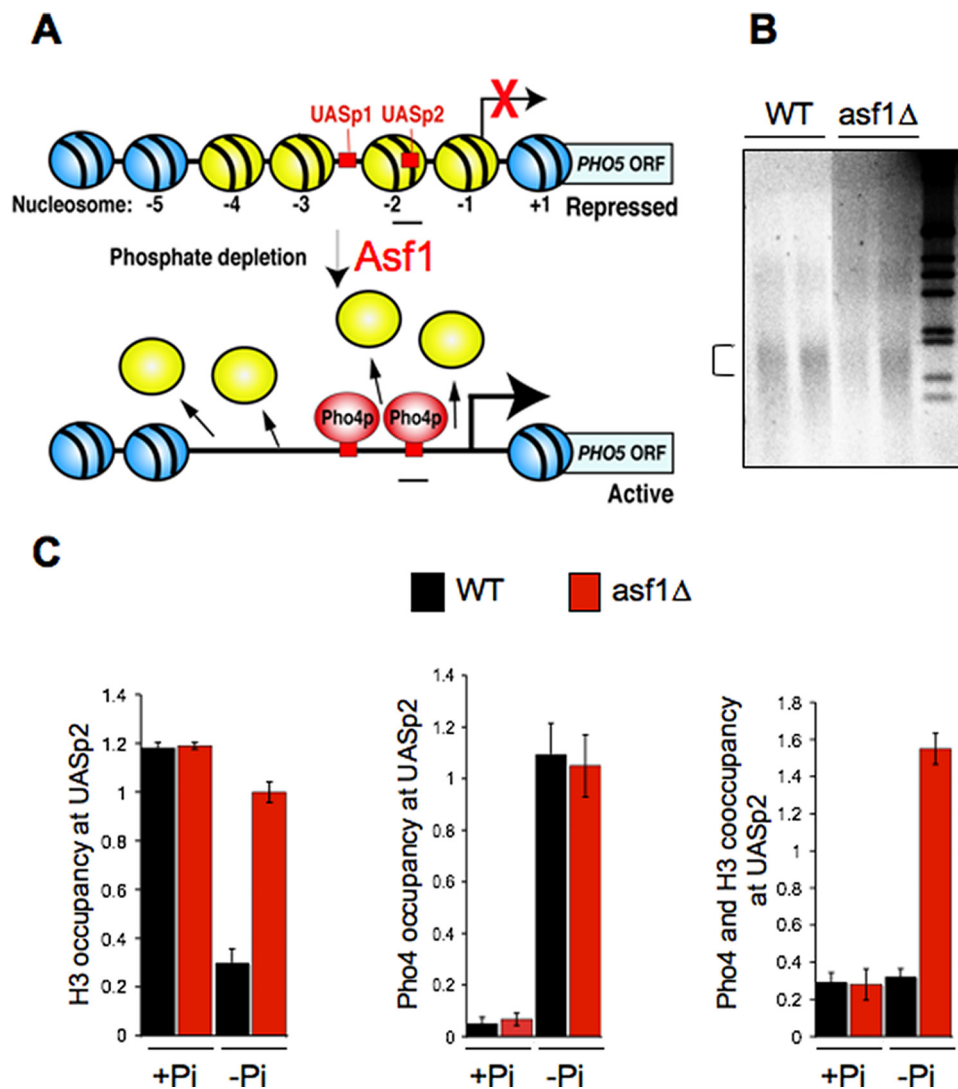 A
UASp1 UASp2
X
PHO5 ORF
Nucleosome: -5 -4 -3 -2 -1 +1 Repressed
Phosphate depletion Asf1
Pho4p Pho4p
PHO5 ORF
Active
B
WT asf1Δ
C
WT asf1Δ
H3 occupancy at UASp2
1.4
1.2
1
0.8
0.6
0.4
0.2
0
+Pi -Pi
Pho4 occupancy at UASp2
1.4
1.2
1
0.8
0.6
0.4
0.2
0
+Pi -Pi
Pho4 and H3 cooccupancy
at UASp2
1.8
1.6
1.4
1.2
1
0.8
0.6
0.4
0.2
0
+Pi -Pi